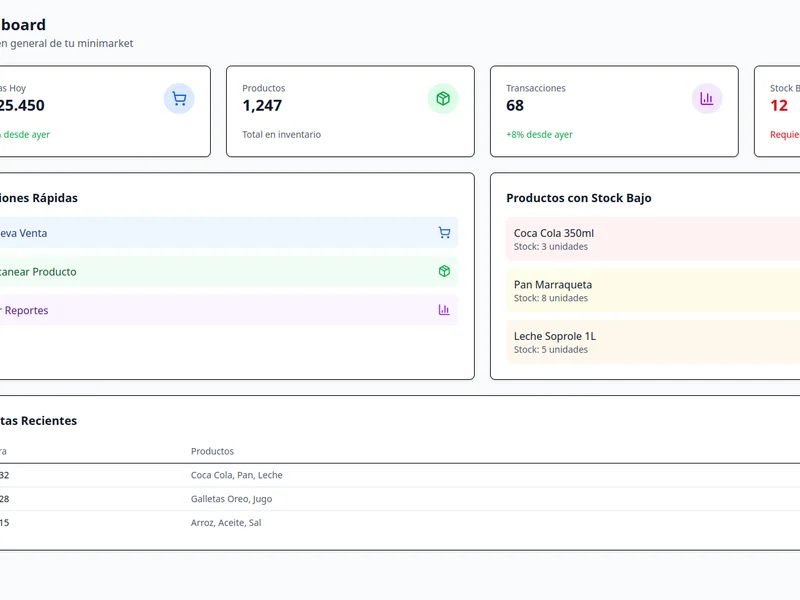 board
en general de tu minimarket
as Hoy
25.450
desde ayer
Productos
1,247
Total en inventario
Transacciones
68
+8% desde ayer
Stock B
12
Requie
iones Rápidas
eva Venta
canear Producto
r Reportes
Productos con Stock Bajo
Coca Cola 350ml
Stock: 3 unidades
Pan Marraqueta
Stock: 8 unidades
Leche Soprole 1L
Stock: 5 unidades
tas Recientes
ra Productos
32 Coca Cola, Pan, Leche
28 Galletas Oreo, Jugo
15 Arroz, Aceite, Sal